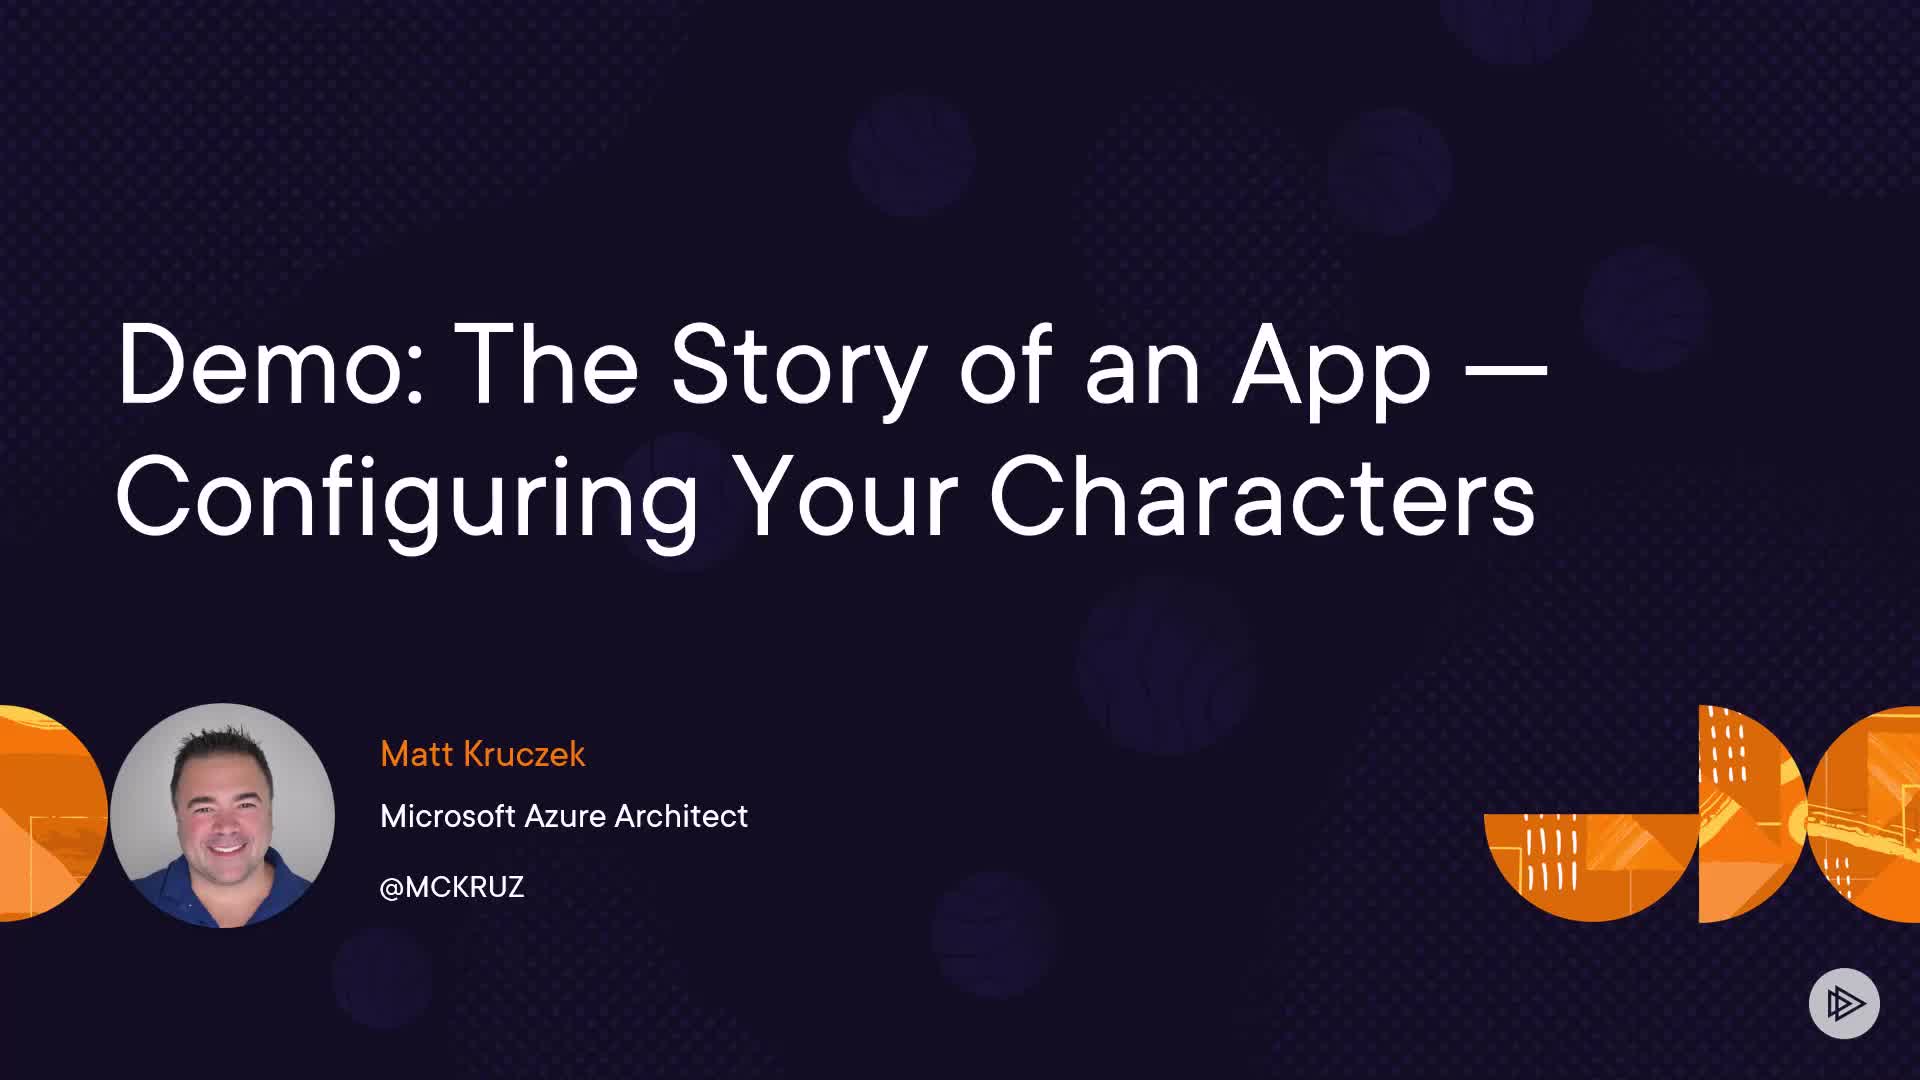 Demo: The Story of an App —
Configuring Your Characters
Matt Kruczek
Microsoft Azure Architect
@MCKRUZ